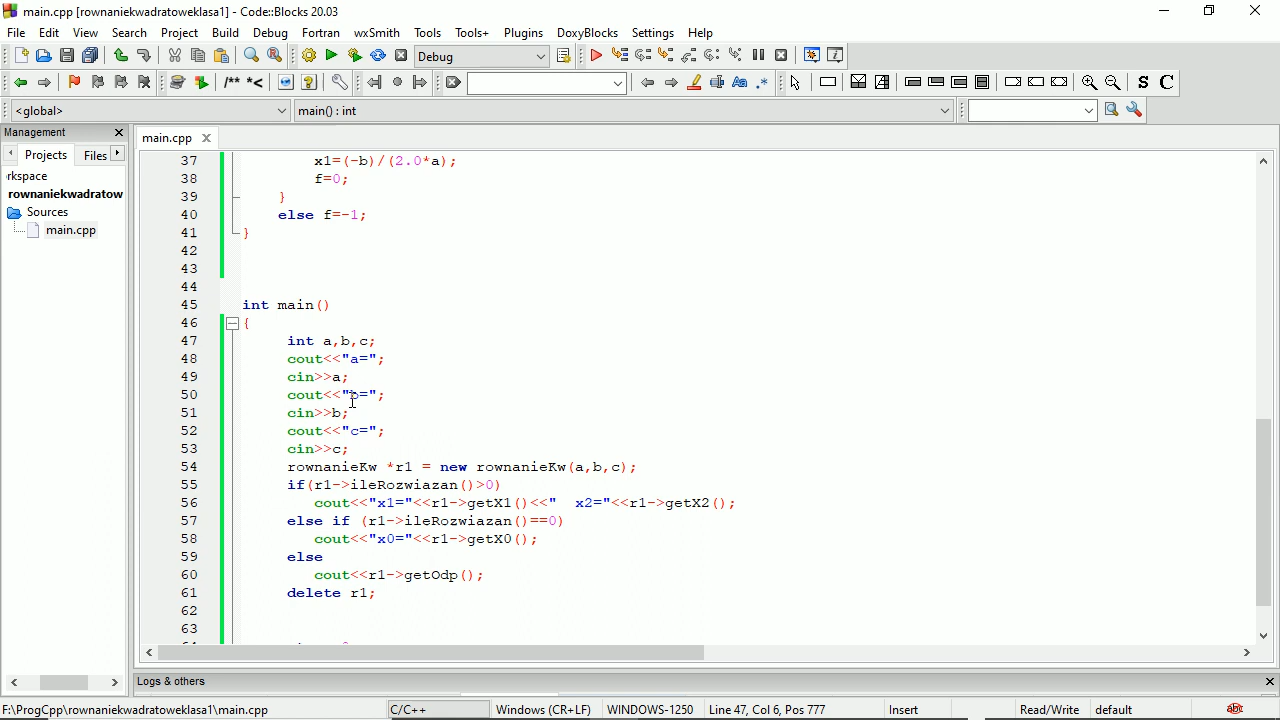 main.cpp [rownaniekwadratoweklasa1] - Code::Blocks 20.03
File Edit View Search Project Build Debug Fortran wxSmith Tools Tools+ Plugins DoxyBlocks Settings Help
Debug
/** *<
Aa .*
S C
<global> main() : int
Management
main.cpp
Projects Files
rkspace
rownaniekwadratow
Sources
main.cpp
37 x1=(-b)/(2.0*a);
38 f=0;
39 }
40 else f=-1;
41 }
42
43
44
45 int main()
46 {
47 int a,b,c;
48 cout<<"a=";
49 cin>>a;
50 cout<<"b=";
51 cin>>b;
52 cout<<"c=";
53 cin>>c;
54 rownanieKw *r1 = new rownanieKw(a,b,c);
55 if(r1->ileRozwiazan()>0)
56 cout<<"x1="<<r1->getX1()<<"  x2="<<r1->getX2();
57 else if (r1->ileRozwiazan()==0)
58 cout<<"x0="<<r1->getX0();
59 else
60 cout<<r1->getOdp();
61 delete r1;
62
63
Logs & others
F:\ProgCpp\rownaniekwadratoweklasa1\main.cpp C/C++ Windows (CR+LF) WINDOWS-1250 Line 47, Col 6, Pos 777 Insert Read/Write default abc